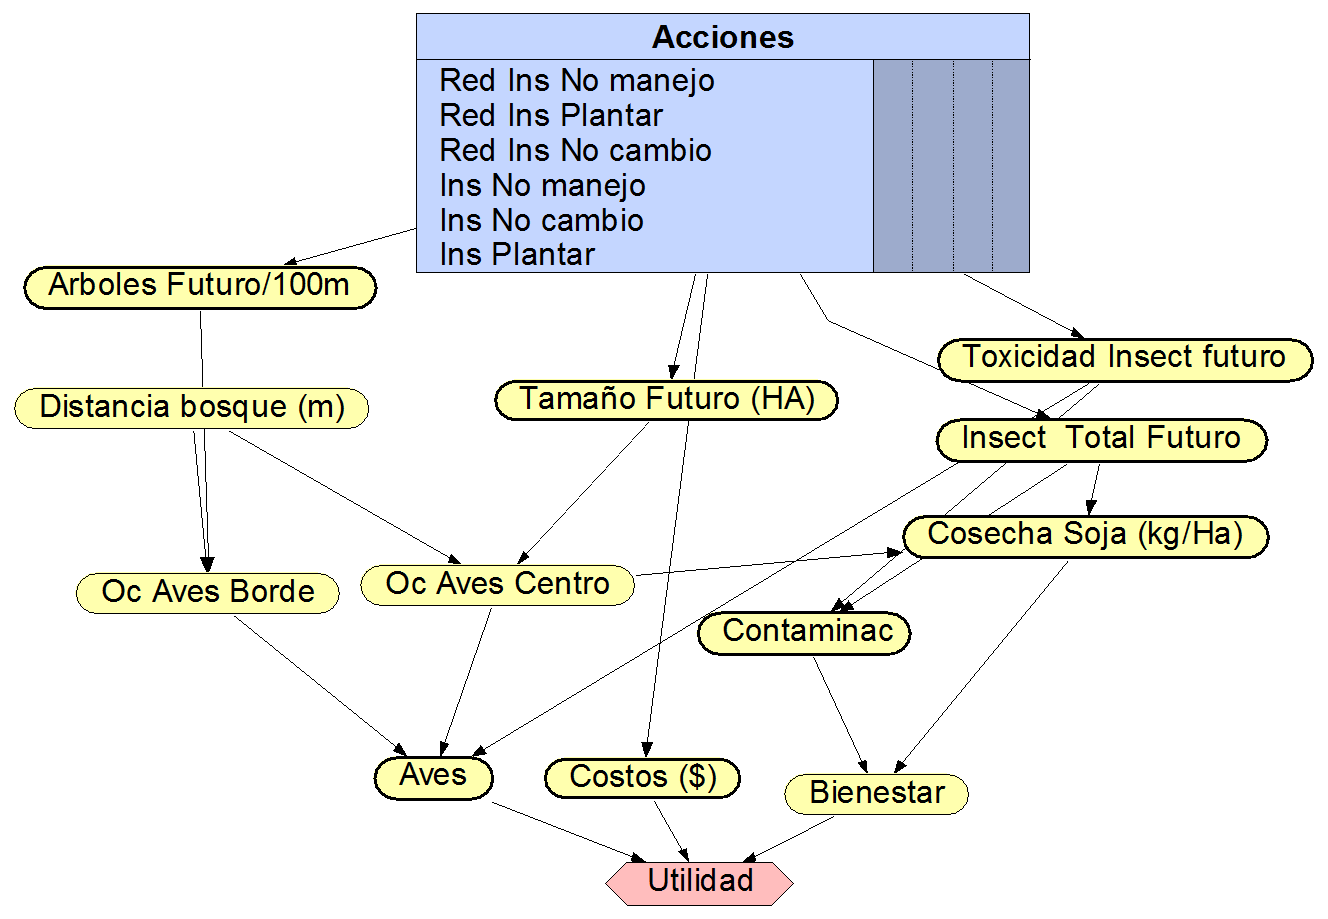 Acciones
Red Ins No manejo
Red Ins Plantar
Red Ins No cambio
Ins No manejo
Ins No cambio
Ins Plantar
Arboles Futuro/100m
Toxicidad Insect futuro
Distancia bosque (m)
Tamaño Futuro (HA)
Insect Total Futuro
Cosecha Soja (kg/Ha)
Oc Aves Borde
Oc Aves Centro
Contaminac
Aves
Costos ($)
Bienestar
Utilidad